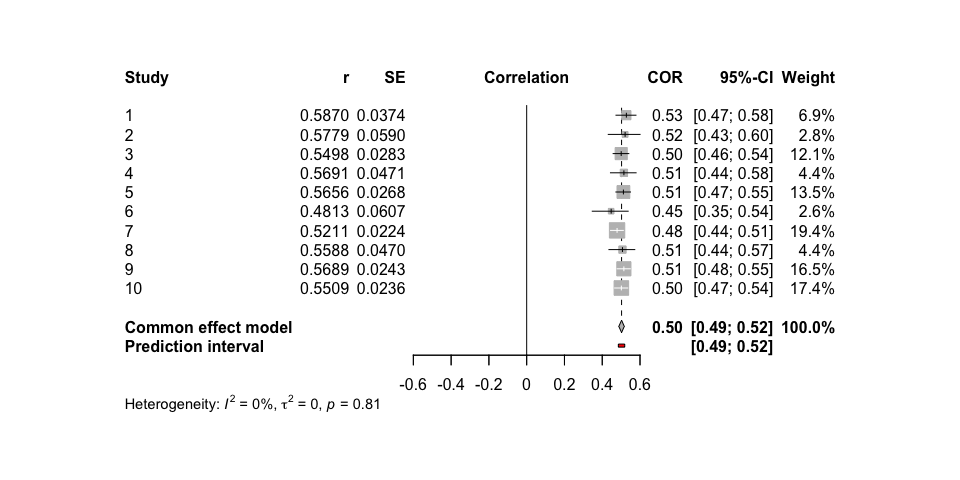 Study r SE Correlation COR 95%-CI Weight
1 0.5870 0.0374 0.53 [0.47; 0.58] 6.9%
2 0.5779 0.0590 0.52 [0.43; 0.60] 2.8%
3 0.5498 0.0283 0.50 [0.46; 0.54] 12.1%
4 0.5691 0.0471 0.51 [0.44; 0.58] 4.4%
5 0.5656 0.0268 0.51 [0.47; 0.55] 13.5%
6 0.4813 0.0607 0.45 [0.35; 0.54] 2.6%
7 0.5211 0.0224 0.48 [0.44; 0.51] 19.4%
8 0.5588 0.0470 0.51 [0.44; 0.57] 4.4%
9 0.5689 0.0243 0.51 [0.48; 0.55] 16.5%
10 0.5509 0.0236 0.50 [0.47; 0.54] 17.4%
Common effect model 0.50 [0.49; 0.52] 100.0%
Prediction interval [0.49; 0.52]
-0.6 -0.4 -0.2 0 0.2 0.4 0.6
Heterogeneity: I² = 0%, τ² = 0, p = 0.81